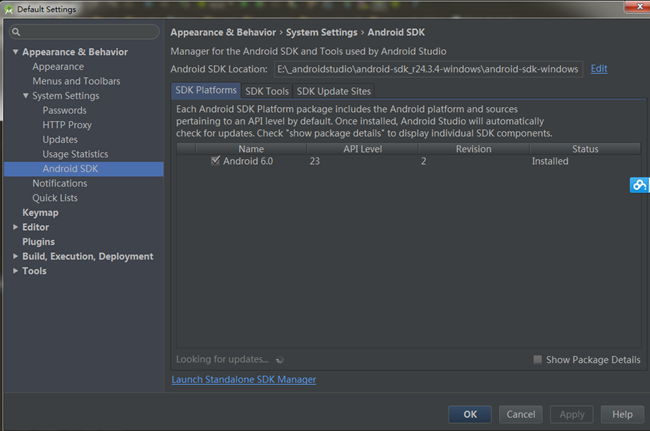 Default Settings
Appearance & Behavior
Appearance
Menus and Toolbars
System Settings
Passwords
HTTP Proxy
Updates
Usage Statistics
Android SDK
Notifications
Quick Lists
Keymap
Editor
Plugins
Build, Execution, Deployment
Tools
Appearance & Behavior › System Settings › Android SDK
Manager for the Android SDK and Tools used by Android Studio
Android SDK Location: E:\_androidstudio\android-sdk_r24.3.4-windows\android-sdk-windows Edit
SDK Platforms SDK Tools SDK Update Sites
Each Android SDK Platform package includes the Android platform and sources
pertaining to an API level by default. Once installed, Android Studio will automatically
check for updates. Check "show package details" to display individual SDK components.
Name API Level Revision Status
Android 6.0 23 2 Installed
Looking for updates... Show Package Details
Launch Standalone SDK Manager
OK Cancel Apply Help